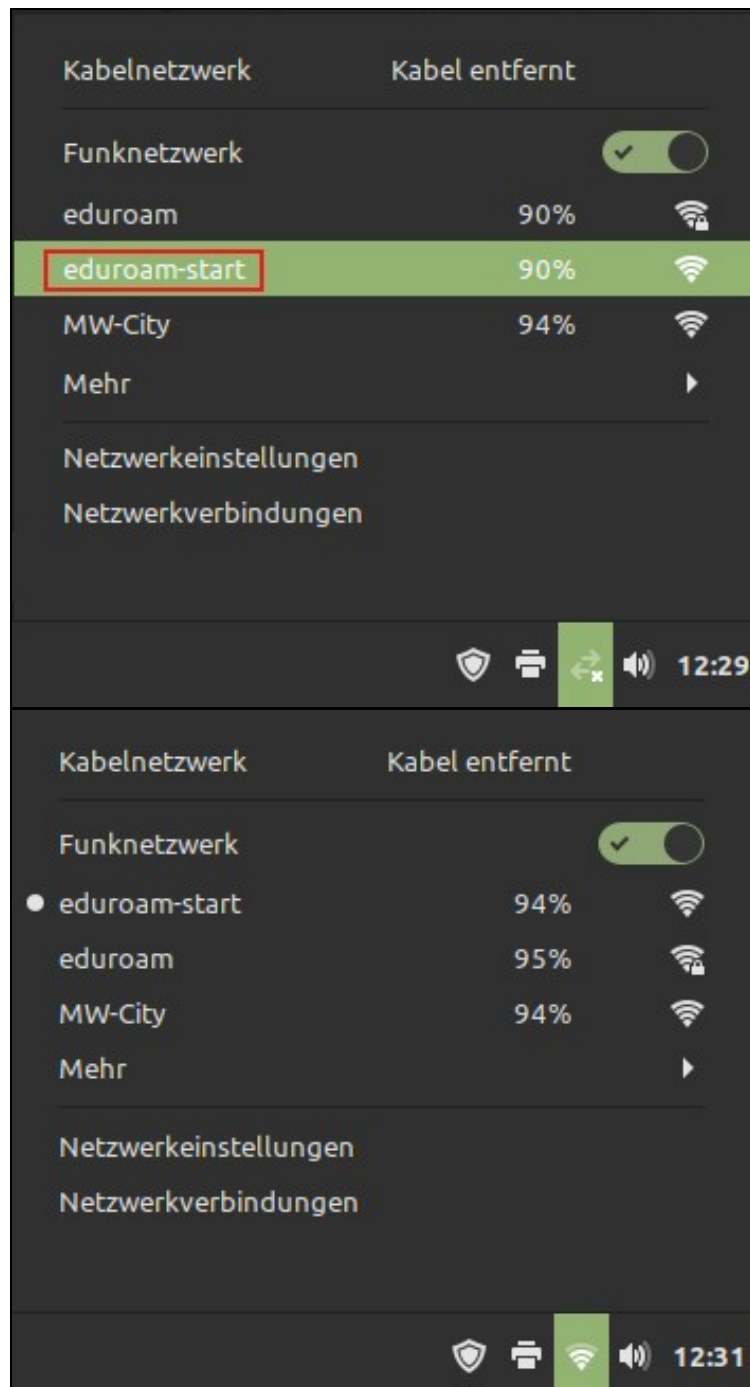 Kabelnetzwerk Kabel entfernt
Funknetzwerk
eduroam 90%
eduroam-start 90%
MW-City 94%
Mehr
Netzwerkeinstellungen
Netzwerkverbindungen
12:29
Kabelnetzwerk Kabel entfernt
Funknetzwerk
eduroam-start 94%
eduroam 95%
MW-City 94%
Mehr
Netzwerkeinstellungen
Netzwerkverbindungen
12:31